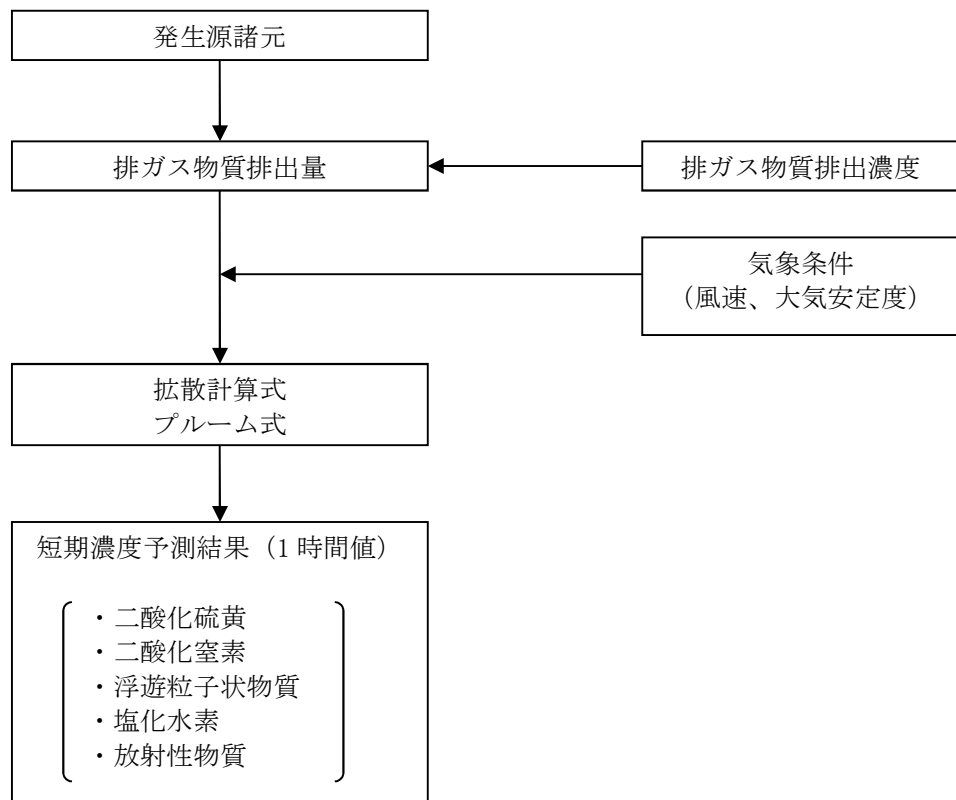 発生源諸元
排ガス物質排出量
排ガス物質排出濃度
気象条件
（風速、大気安定度）
拡散計算式
プルーム式
短期濃度予測結果（1 時間値）
・二酸化硫黄
・二酸化窒素
・浮遊粒子状物質
・塩化水素
・放射性物質